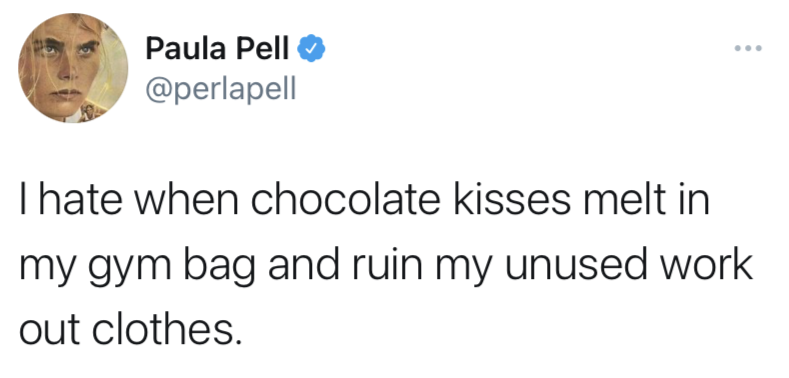 Paula Pell
@perlapell
I hate when chocolate kisses melt in
my gym bag and ruin my unused work
out clothes.